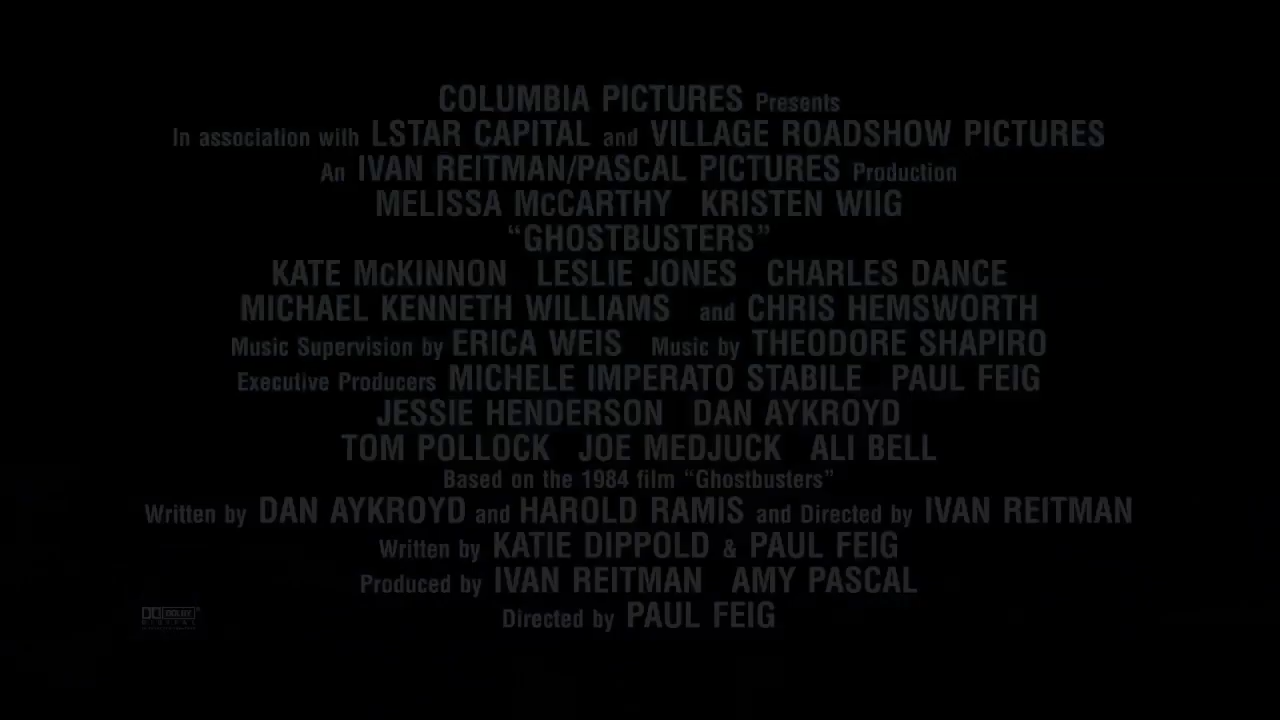 COLUMBIA PICTURES Presents
In association with LSTAR CAPITAL and VILLAGE ROADSHOW PICTURES
An IVAN REITMAN/PASCAL PICTURES Production
MELISSA McCARTHY KRISTEN WIIG
“GHOSTBUSTERS”
KATE McKINNON LESLIE JONES CHARLES DANCE
MICHAEL KENNETH WILLIAMS and CHRIS HEMSWORTH
Music Supervision by ERICA WEIS Music by THEODORE SHAPIRO
Executive Producers MICHELE IMPERATO STABILE PAUL FEIG
JESSIE HENDERSON DAN AYKROYD
TOM POLLOCK JOE MEDJUCK ALI BELL
Based on the 1984 film “Ghostbusters”
Written by DAN AYKROYD and HAROLD RAMIS and Directed by IVAN REITMAN
Written by KATIE DIPPOLD & PAUL FEIG
Produced by IVAN REITMAN AMY PASCAL
Directed by PAUL FEIG
DOLBY
DIGITAL